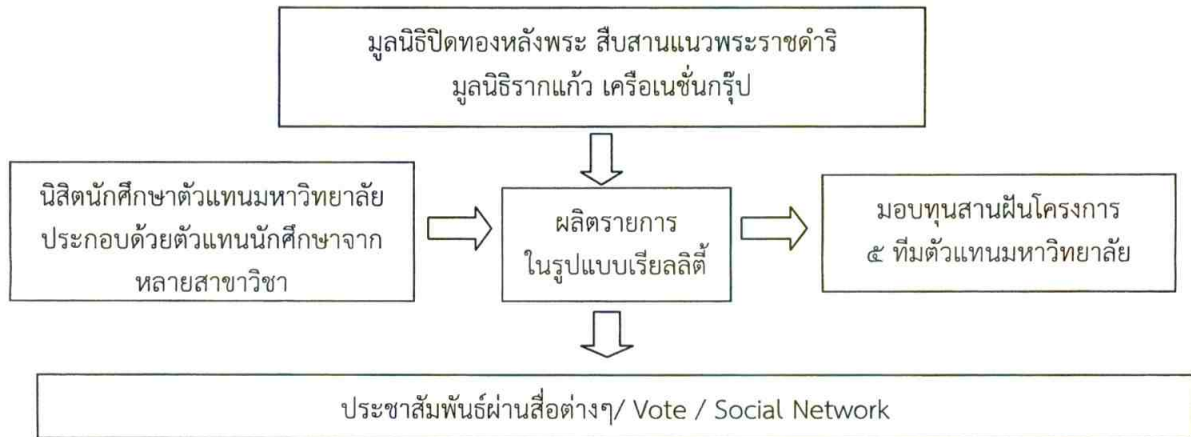 มูลนิธิปิดทองหลังพระ สืบสานแนวพระราชดำริ
มูลนิธิรากแก้ว เครือเนชั่นกรุ๊ป
นิสิตนักศึกษาตัวแทนมหาวิทยาลัย
ประกอบด้วยตัวแทนนักศึกษาจาก
หลายสาขาวิชา
ผลิตรายการ
ในรูปแบบเรียลลิตี้
มอบทุนสานฝันโครงการ
๕ ทีมตัวแทนมหาวิทยาลัย
ประชาสัมพันธ์ผ่านสื่อต่างๆ/ Vote / Social Network